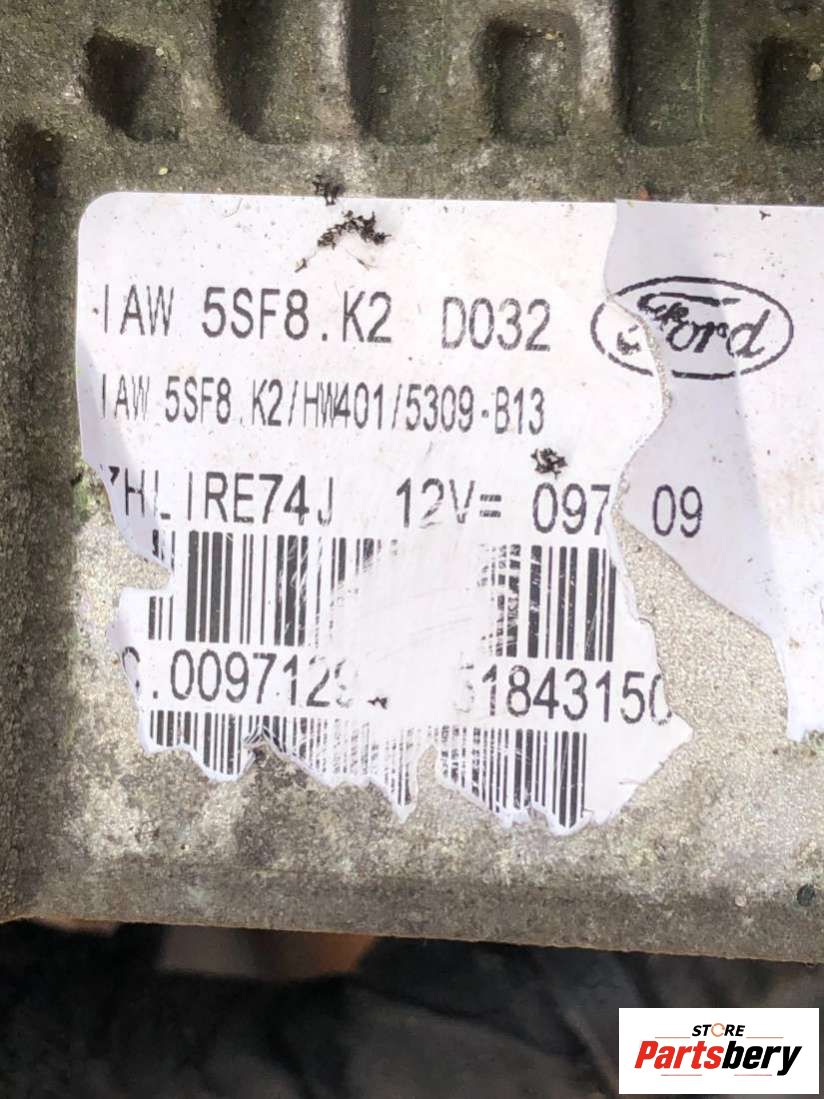 IAW 5SF8.K2 D032 Ford
IAW 5SF8.K2/HW401/5309-B13
12V= 097 09
STORE
Partsbery